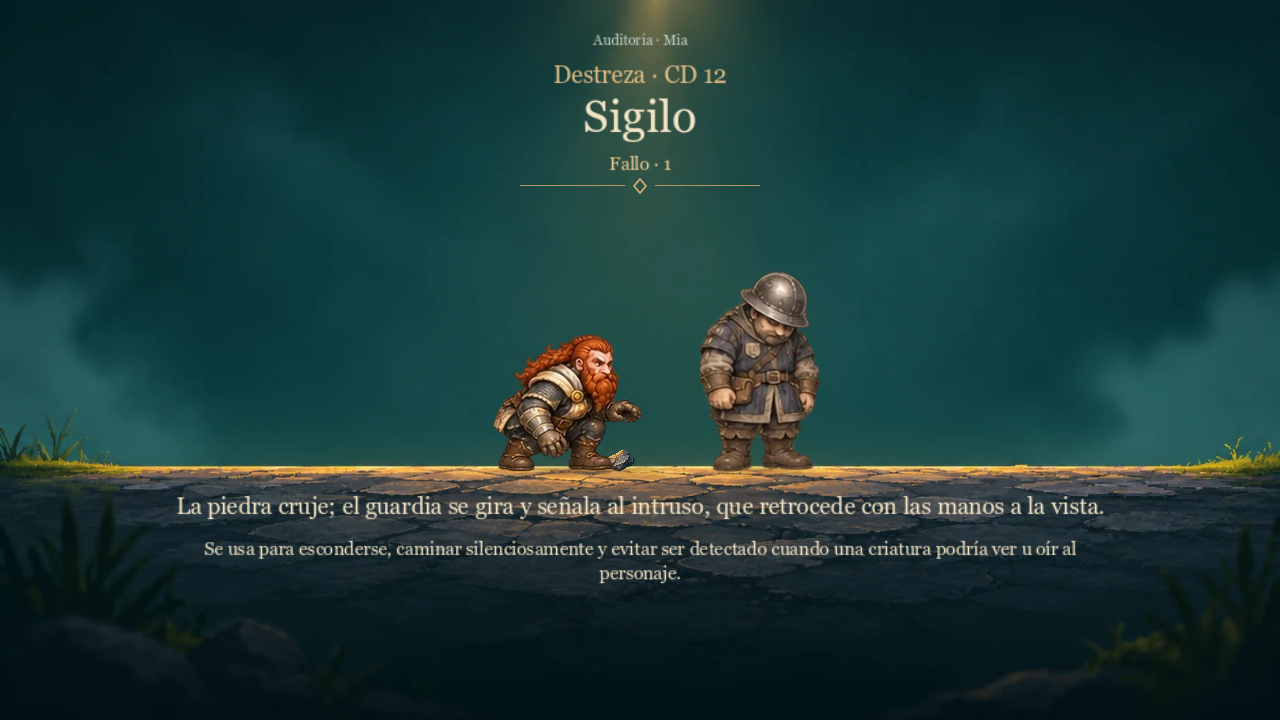 Auditoría · Mia
Destreza · CD 12
Sigilo
Fallo · 1
La piedra cruje; el guardia se gira y señala al intruso, que retrocede con las manos a la vista.
Se usa para esconderse, caminar silenciosamente y evitar ser detectado cuando una criatura podría ver u oír al
personaje.